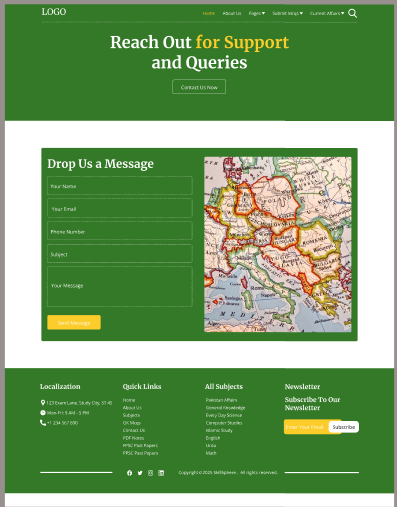 LOGO
Home About Us Pages Submit Mcqs Current Affairs
Reach Out for Support
and Queries
Contact Us Now
Drop Us a Message
Your Name
Your Email
Phone Number
Subject
Your Message
Send Message
POLAND
ROMANIA
Rome
Naples
Localization
123 Exam Lane, Study City, ST 45
Mon-Fri: 9 AM - 5 PM
+1 234 567 890
Quick Links
Home
About Us
Subjects
GK Mcqs
Contact Us
PDF Notes
PPSC Past Papers
FPSC Past Papers
All Subjects
Pakistan Affairs
General Knowledge
Every Day Science
Computer Studies
Islamic Study
English
Urdu
Math
Newsletter
Subscribe To Our
Newsletter
Enter Your Email Subscribe
Copyright © 2025 All rights reserved.